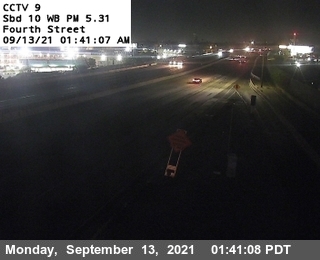 CCTV 9
Sbd 10 WB PM 5.31
Fourth Street
09/13/21 01:41:07 AM
Monday, September 13, 2021 01:41:08 PDT